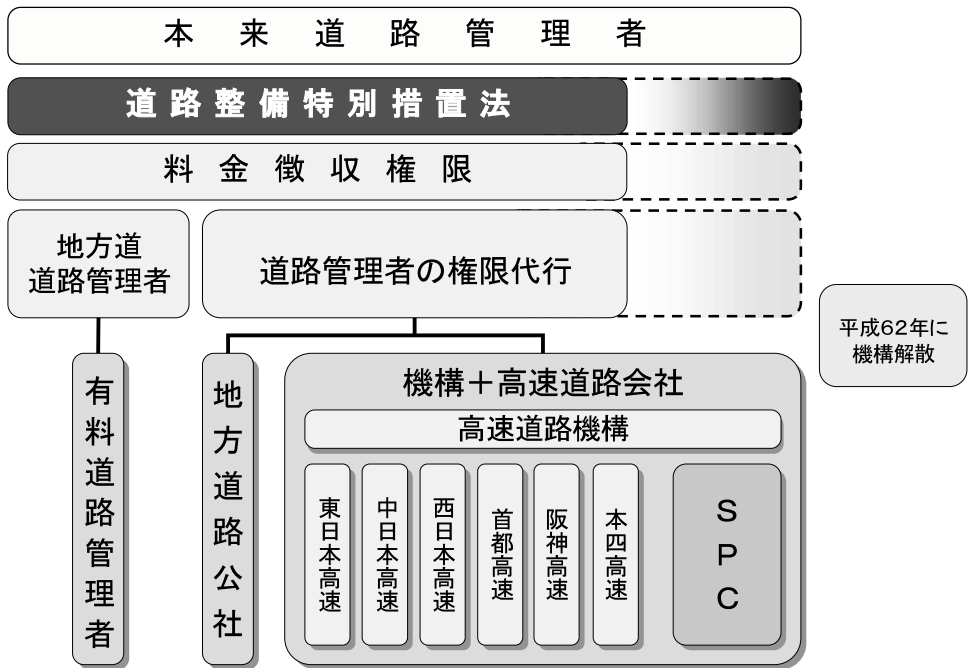 本来道路管理者
道路整備特別措置法
料金徴収権限
地方道
道路管理者
道路管理者の権限代行
平成62年に
機構解散
有料道路管理者
地方道路公社
機構＋高速道路会社
高速道路機構
東日本高速
中日本高速
西日本高速
首都高速
阪神高速
本四高速
SPC